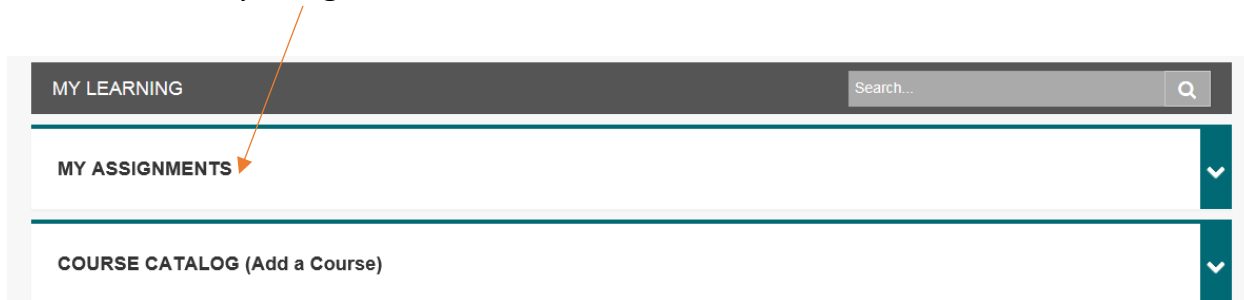 MY LEARNING Search...
MY ASSIGNMENTS
COURSE CATALOG (Add a Course)